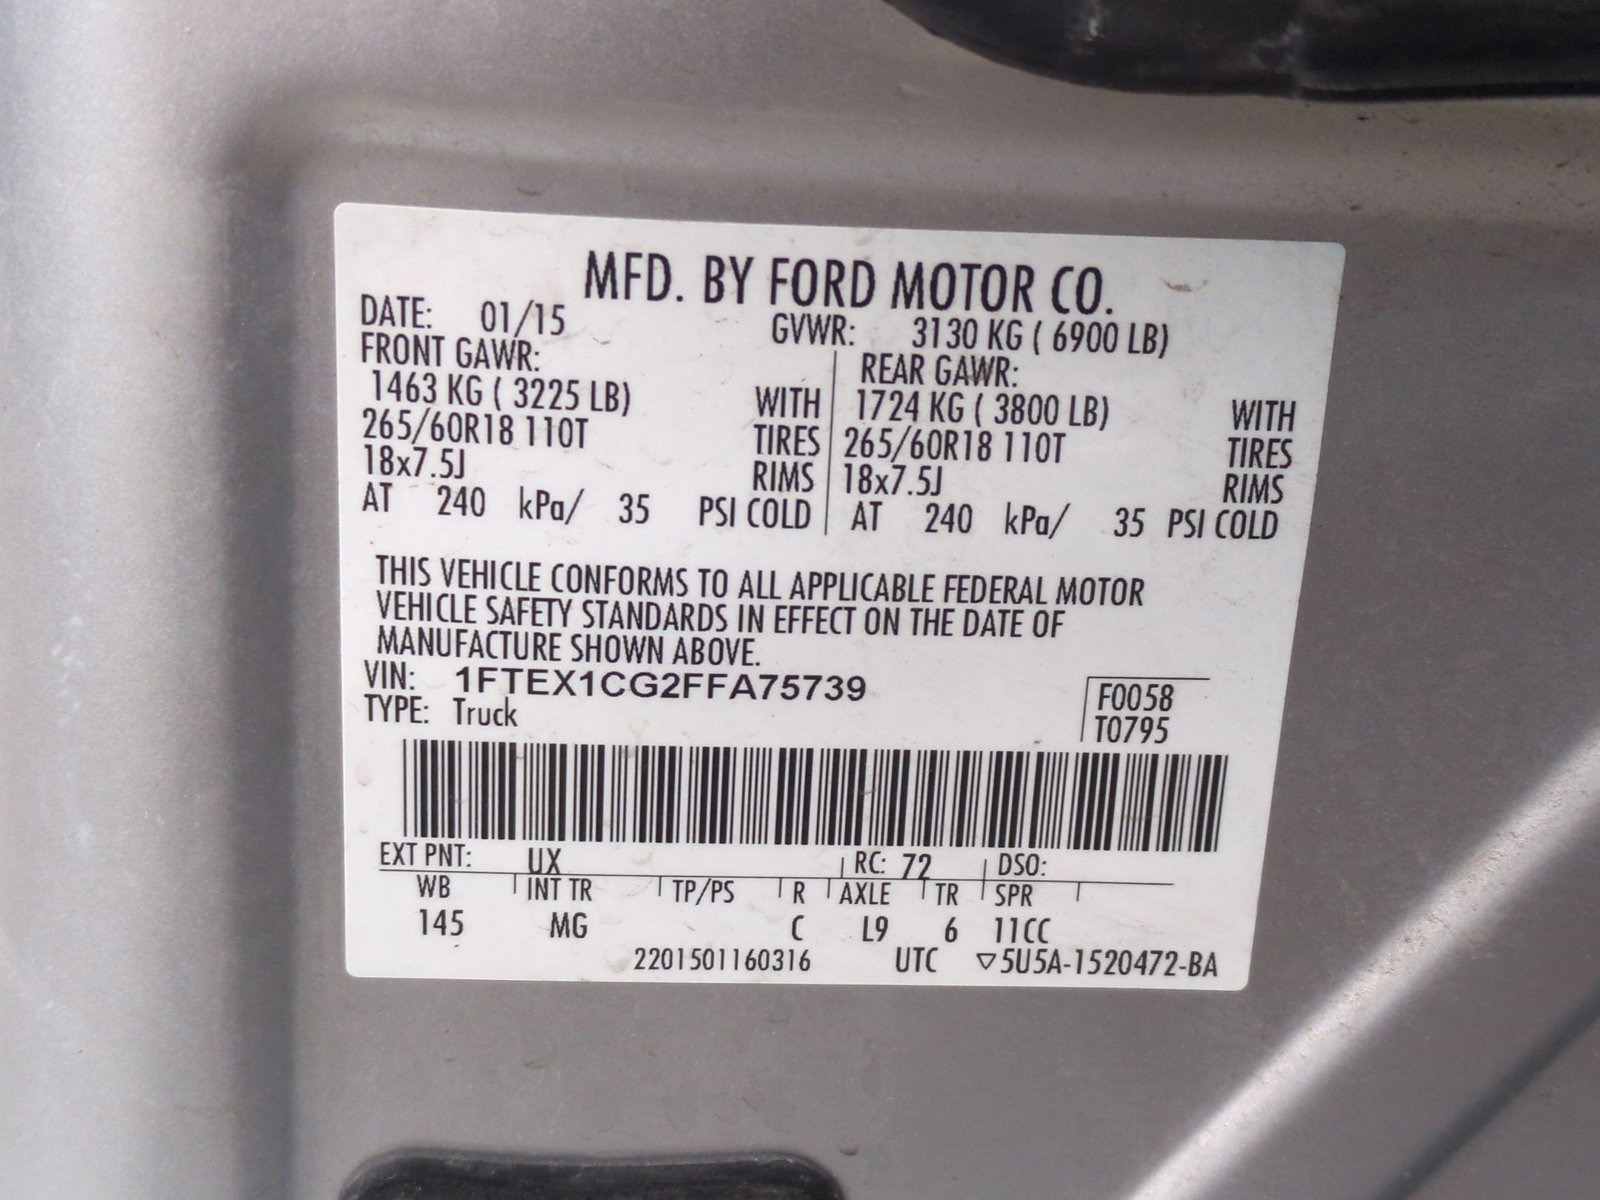 MFD. BY FORD MOTOR CO.
DATE: 01/15 GVWR: 3130 KG ( 6900 LB)
FRONT GAWR: REAR GAWR:
1463 KG ( 3225 LB) WITH 1724 KG ( 3800 LB) WITH
265/60R18 110T TIRES 265/60R18 110T TIRES
18x7.5J RIMS 18x7.5J RIMS
AT 240 kPa/ 35 PSI COLD AT 240 kPa/ 35 PSI COLD
THIS VEHICLE CONFORMS TO ALL APPLICABLE FEDERAL MOTOR
VEHICLE SAFETY STANDARDS IN EFFECT ON THE DATE OF
MANUFACTURE SHOWN ABOVE.
VIN: 1FTEX1CG2FFA75739 F0058
TYPE: Truck T0795
EXT PNT: UX RC: 72 DSO:
WB INT TR TP/PS R AXLE TR SPR
145 MG C L9 6 11CC
2201501160316 UTC ▽5U5A-1520472-BA